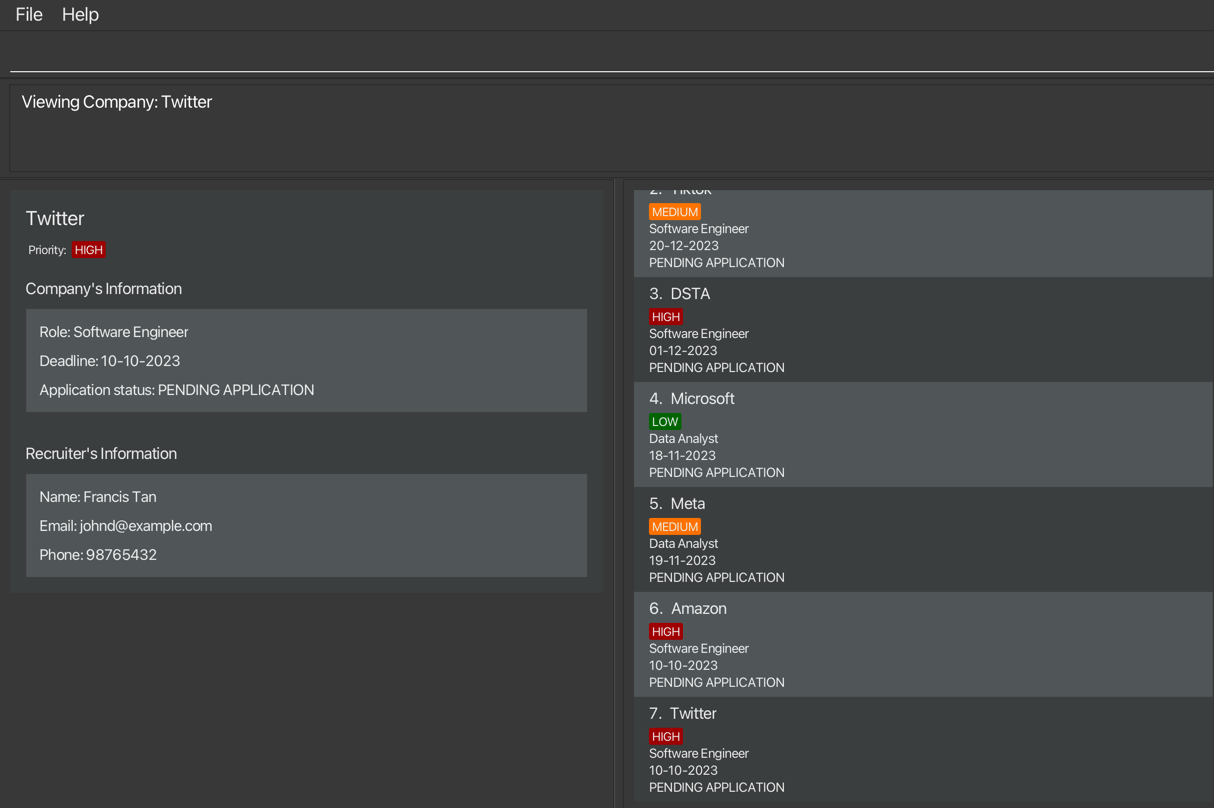 File Help
Viewing Company: Twitter
Twitter
Priority: HIGH
Company's Information
Role: Software Engineer
Deadline: 10-10-2023
Application status: PENDING APPLICATION
Recruiter's Information
Name: Francis Tan
Email: johnd@example.com
Phone: 98765432
2. Tiktok
MEDIUM
Software Engineer
20-12-2023
PENDING APPLICATION
3. DSTA
HIGH
Software Engineer
01-12-2023
PENDING APPLICATION
4. Microsoft
LOW
Data Analyst
18-11-2023
PENDING APPLICATION
5. Meta
MEDIUM
Data Analyst
19-11-2023
PENDING APPLICATION
6. Amazon
HIGH
Software Engineer
10-10-2023
PENDING APPLICATION
7. Twitter
HIGH
Software Engineer
10-10-2023
PENDING APPLICATION